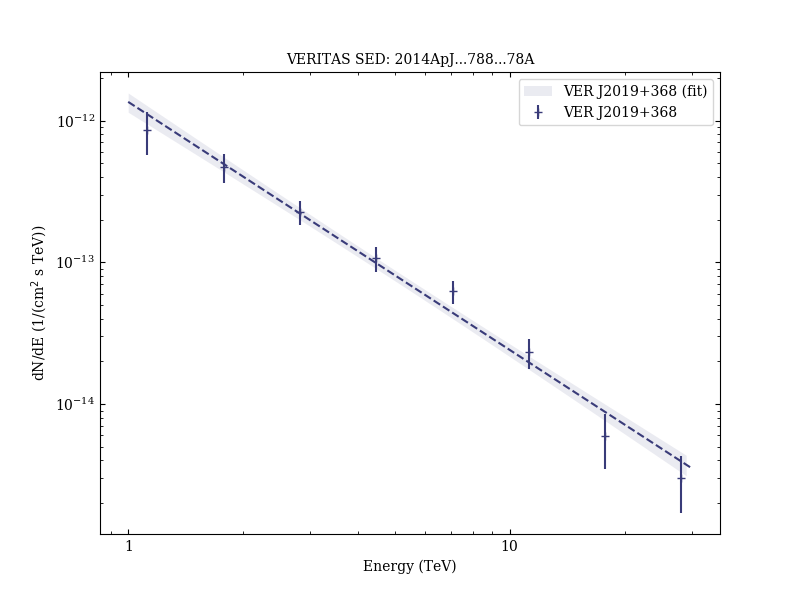 VERITAS SED: 2014ApJ...788...78A
VER J2019+368 (fit)
VER J2019+368
dN/dE (1/(cm² s TeV))
10⁻¹²
10⁻¹³
10⁻¹⁴
1
10
Energy (TeV)